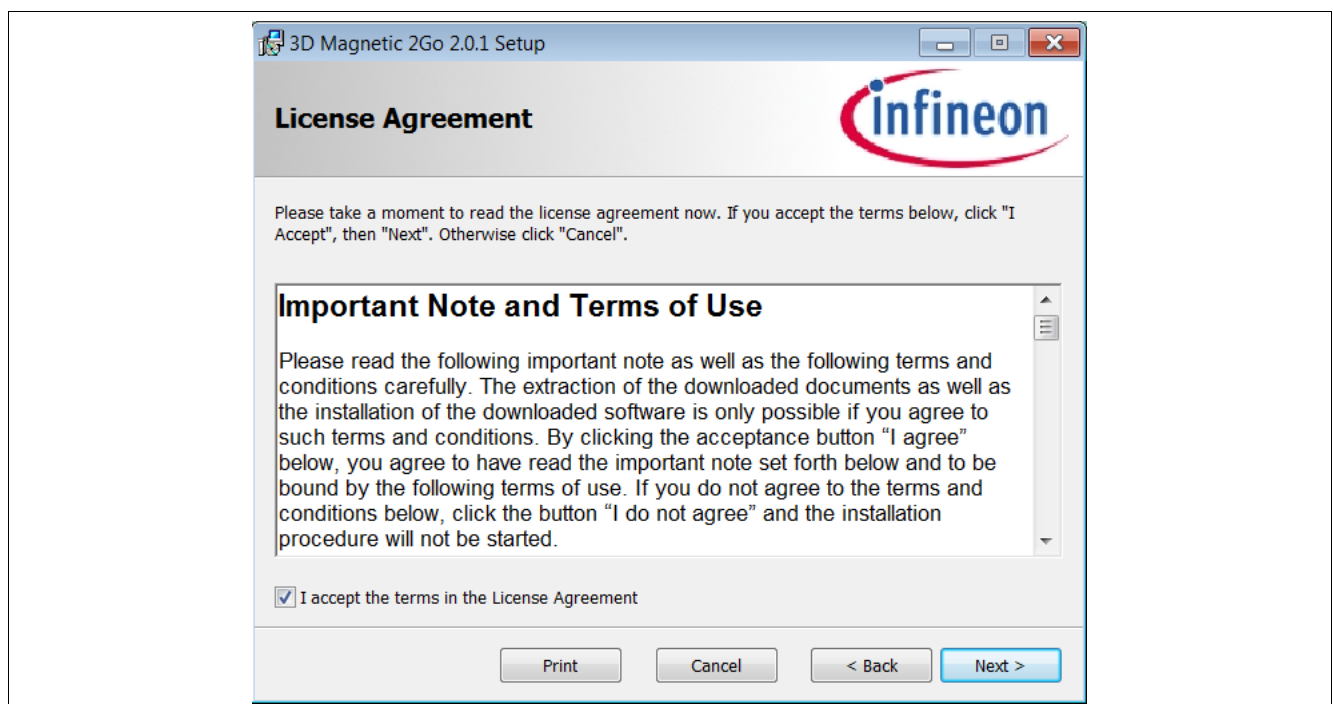 3D Magnetic 2Go 2.0.1 Setup
License Agreement
infineon
Please take a moment to read the license agreement now. If you accept the terms below, click "I
Accept", then "Next". Otherwise click "Cancel".
Important Note and Terms of Use
Please read the following important note as well as the following terms and
conditions carefully. The extraction of the downloaded documents as well as
the installation of the downloaded software is only possible if you agree to
such terms and conditions. By clicking the acceptance button “I agree”
below, you agree to have read the important note set forth below and to be
bound by the following terms of use. If you do not agree to the terms and
conditions below, click the button “I do not agree” and the installation
procedure will not be started.
I accept the terms in the License Agreement
Print Cancel < Back Next >